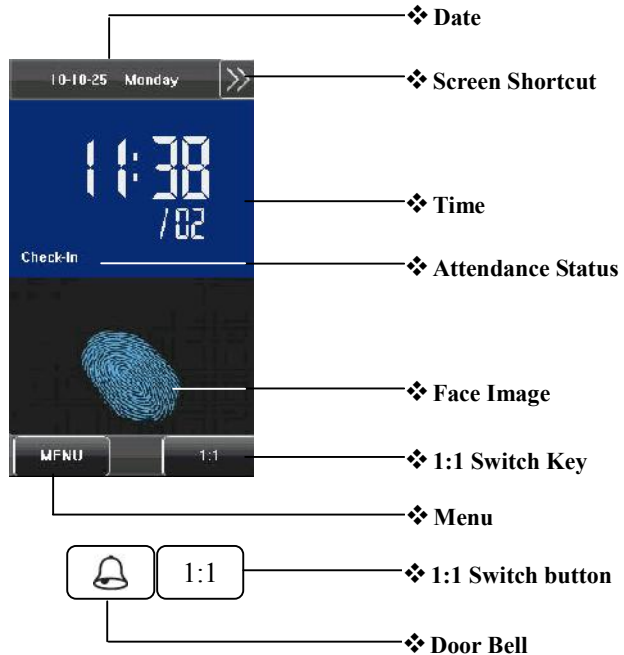 ❖ Date
10-10-25 Monday
❖ Screen Shortcut
11:38
/02
❖ Time
Check-In
❖ Attendance Status
❖ Face Image
MENU
1:1
❖ 1:1 Switch Key
❖ Menu
1:1
❖ 1:1 Switch button
❖ Door Bell